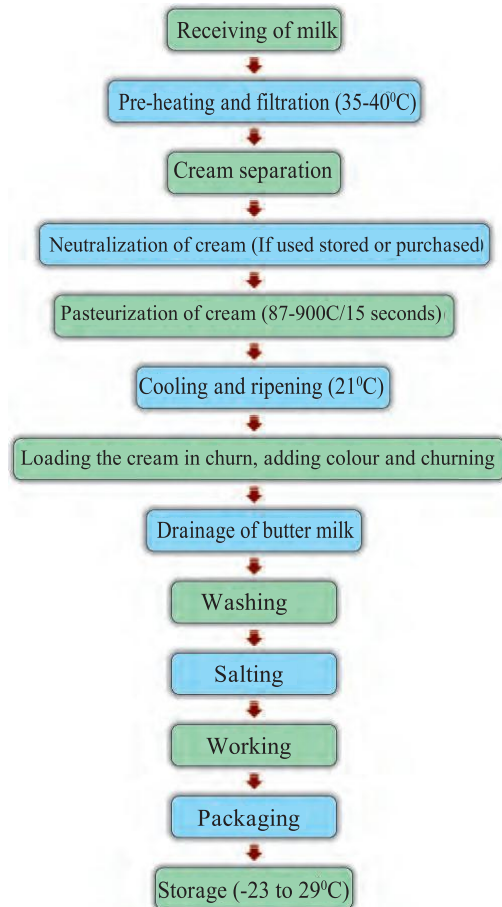 Receiving of milk
Pre-heating and filtration (35-40⁰C)
Cream separation
Neutralization of cream (If used stored or purchased)
Pasteurization of cream (87-900C/15 seconds)
Cooling and ripening (21⁰C)
Loading the cream in churn, adding colour and churning
Drainage of butter milk
Washing
Salting
Working
Packaging
Storage (-23 to 29⁰C)